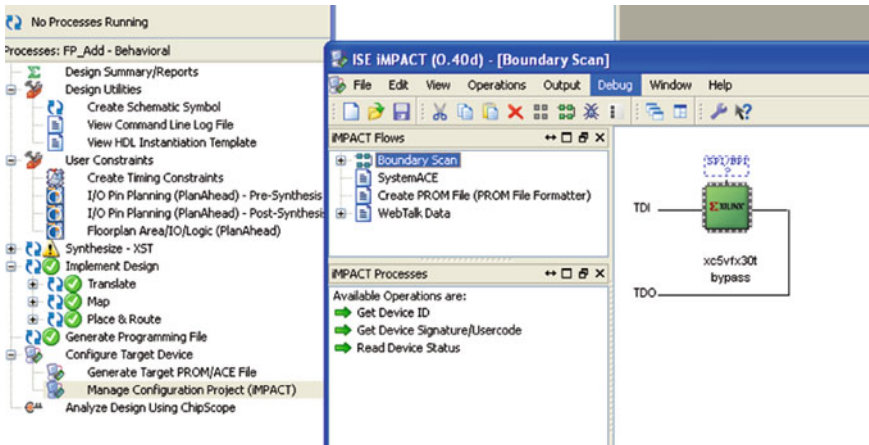 No Processes Running
Processes: FP_Add - Behavioral
Design Summary/Reports
Design Utilities
Create Schematic Symbol
View Command Line Log File
View HDL Instantiation Template
User Constraints
Create Timing Constraints
I/O Pin Planning (PlanAhead) - Pre-Synthesis
I/O Pin Planning (PlanAhead) - Post-Synthesis
Floorplan Area/IO/Logic (PlanAhead)
Synthesize - XST
Implement Design
Translate
Map
Place & Route
Generate Programming File
Configure Target Device
Generate Target PROM/ACE File
Manage Configuration Project (iMPACT)
Analyze Design Using ChipScope
ISE iMPACT (O.40d) - [Boundary Scan]
File Edit View Operations Output Debug Window Help
iMPACT Flows
Boundary Scan
SystemACE
Create PROM File (PROM File Formatter)
WebTalk Data
iMPACT Processes
Available Operations are:
Get Device ID
Get Device Signature/Usercode
Read Device Status
SPI/BPI
?
TDI
XILINX
xc5vfx30t
bypass
TDO